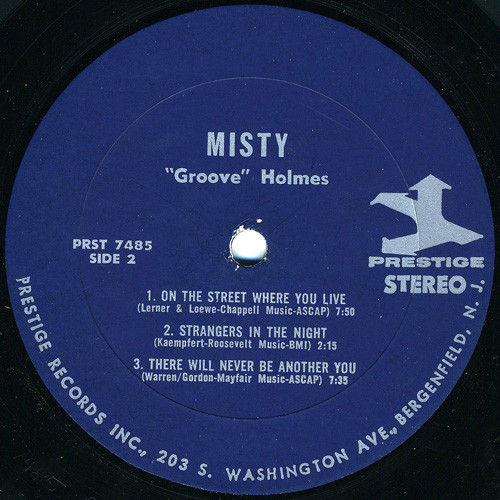 MISTY
"Groove" Holmes
PRST 7485
SIDE 2
PRESTIGE
STEREO
1. ON THE STREET WHERE YOU LIVE
(Lerner & Loewe-Chappell Music-ASCAP) 7:50
2. STRANGERS IN THE NIGHT
(Kaempfert-Roosevelt Music-BMI) 2:15
3. THERE WILL NEVER BE ANOTHER YOU
(Warren/Gordon-Mayfair Music-ASCAP) 7:35
PRESTIGE RECORDS INC., 203 S. WASHINGTON AVE., BERGENFIELD, N. J.